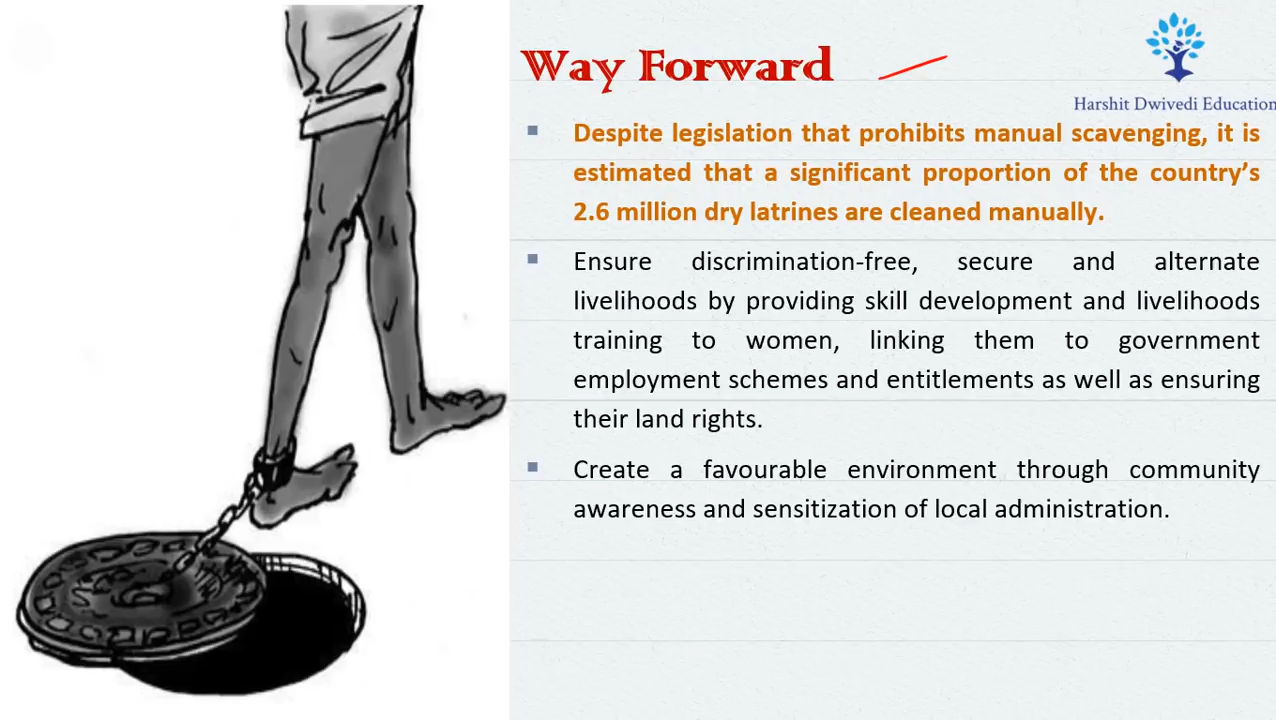 Way Forward
Harshit Dwivedi Education
▪ Despite legislation that prohibits manual scavenging, it is
estimated that a significant proportion of the country’s
2.6 million dry latrines are cleaned manually.
▪ Ensure discrimination-free, secure and alternate
livelihoods by providing skill development and livelihoods
training to women, linking them to government
employment schemes and entitlements as well as ensuring
their land rights.
▪ Create a favourable environment through community
awareness and sensitization of local administration.